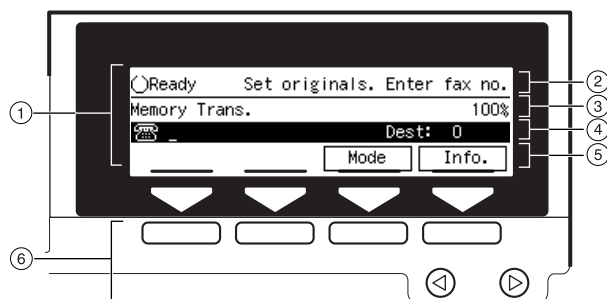 ◯Ready Set originals. Enter fax no.
Memory Trans. 100%
☎ _ Dest: 0
Mode Info.
1
2
3
4
5
6